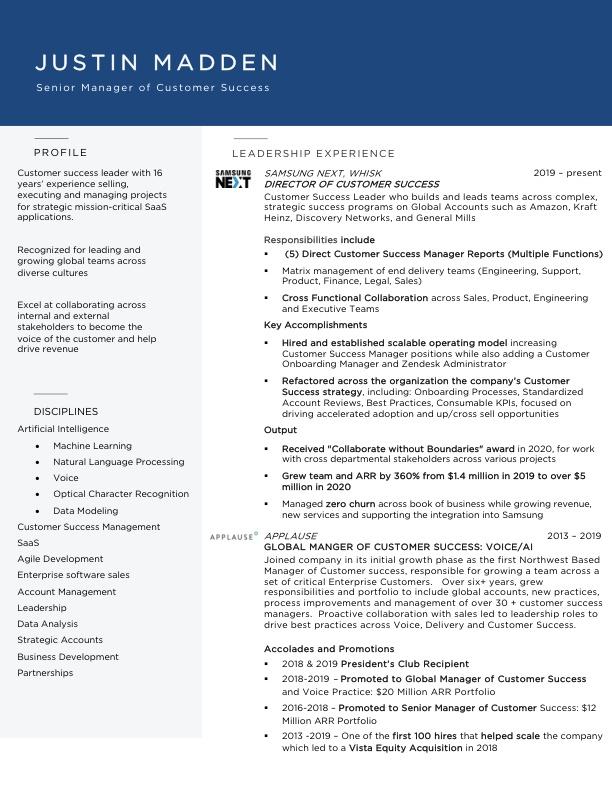 JUSTIN MADDEN
Senior Manager of Customer Success
PROFILE
Customer success leader with 16
years' experience selling,
executing and managing projects
for strategic mission-critical SaaS
applications.
Recognized for leading and
growing global teams across
diverse cultures
Excel at collaborating across
internal and external
stakeholders to become the
voice of the customer and help
drive revenue
DISCIPLINES
Artificial Intelligence
• Machine Learning
• Natural Language Processing
• Voice
• Optical Character Recognition
• Data Modeling
Customer Success Management
SaaS
Agile Development
Enterprise software sales
Account Management
Leadership
Data Analysis
Strategic Accounts
Business Development
Partnerships
LEADERSHIP EXPERIENCE
SAMSUNG
NEXT
SAMSUNG NEXT, WHISK 2019 – present
DIRECTOR OF CUSTOMER SUCCESS
Customer Success Leader who builds and leads teams across complex,
strategic success programs on Global Accounts such as Amazon, Kraft
Heinz, Discovery Networks, and General Mills
Responsibilities include
▪ (5) Direct Customer Success Manager Reports (Multiple Functions)
▪ Matrix management of end delivery teams (Engineering, Support,
Product, Finance, Legal, Sales)
▪ Cross Functional Collaboration across Sales, Product, Engineering
and Executive Teams
Key Accomplishments
▪ Hired and established scalable operating model increasing
Customer Success Manager positions while also adding a Customer
Onboarding Manager and Zendesk Administrator
▪ Refactored across the organization the company's Customer
Success strategy, including: Onboarding Processes, Standardized
Account Reviews, Best Practices, Consumable KPIs, focused on
driving accelerated adoption and up/cross sell opportunities
Output
▪ Received "Collaborate without Boundaries" award in 2020, for work
with cross departmental stakeholders across various projects
▪ Grew team and ARR by 360% from $1.4 million in 2019 to over $5
million in 2020
▪ Managed zero churn across book of business while growing revenue,
new services and supporting the integration into Samsung
APPLAUSE
APPLAUSE 2013 – 2019
GLOBAL MANGER OF CUSTOMER SUCCESS: VOICE/AI
Joined company in its initial growth phase as the first Northwest Based
Manager of Customer success, responsible for growing a team across a
set of critical Enterprise Customers. Over six+ years, grew
responsibilities and portfolio to include global accounts, new practices,
process improvements and management of over 30 + customer success
managers. Proactive collaboration with sales led to leadership roles to
drive best practices across Voice, Delivery and Customer Success.
Accolades and Promotions
▪ 2018 & 2019 President's Club Recipient
▪ 2018-2019 – Promoted to Global Manager of Customer Success
and Voice Practice: $20 Million ARR Portfolio
▪ 2016-2018 – Promoted to Senior Manager of Customer Success: $12
Million ARR Portfolio
▪ 2013 -2019 – One of the first 100 hires that helped scale the company
which led to a Vista Equity Acquisition in 2018